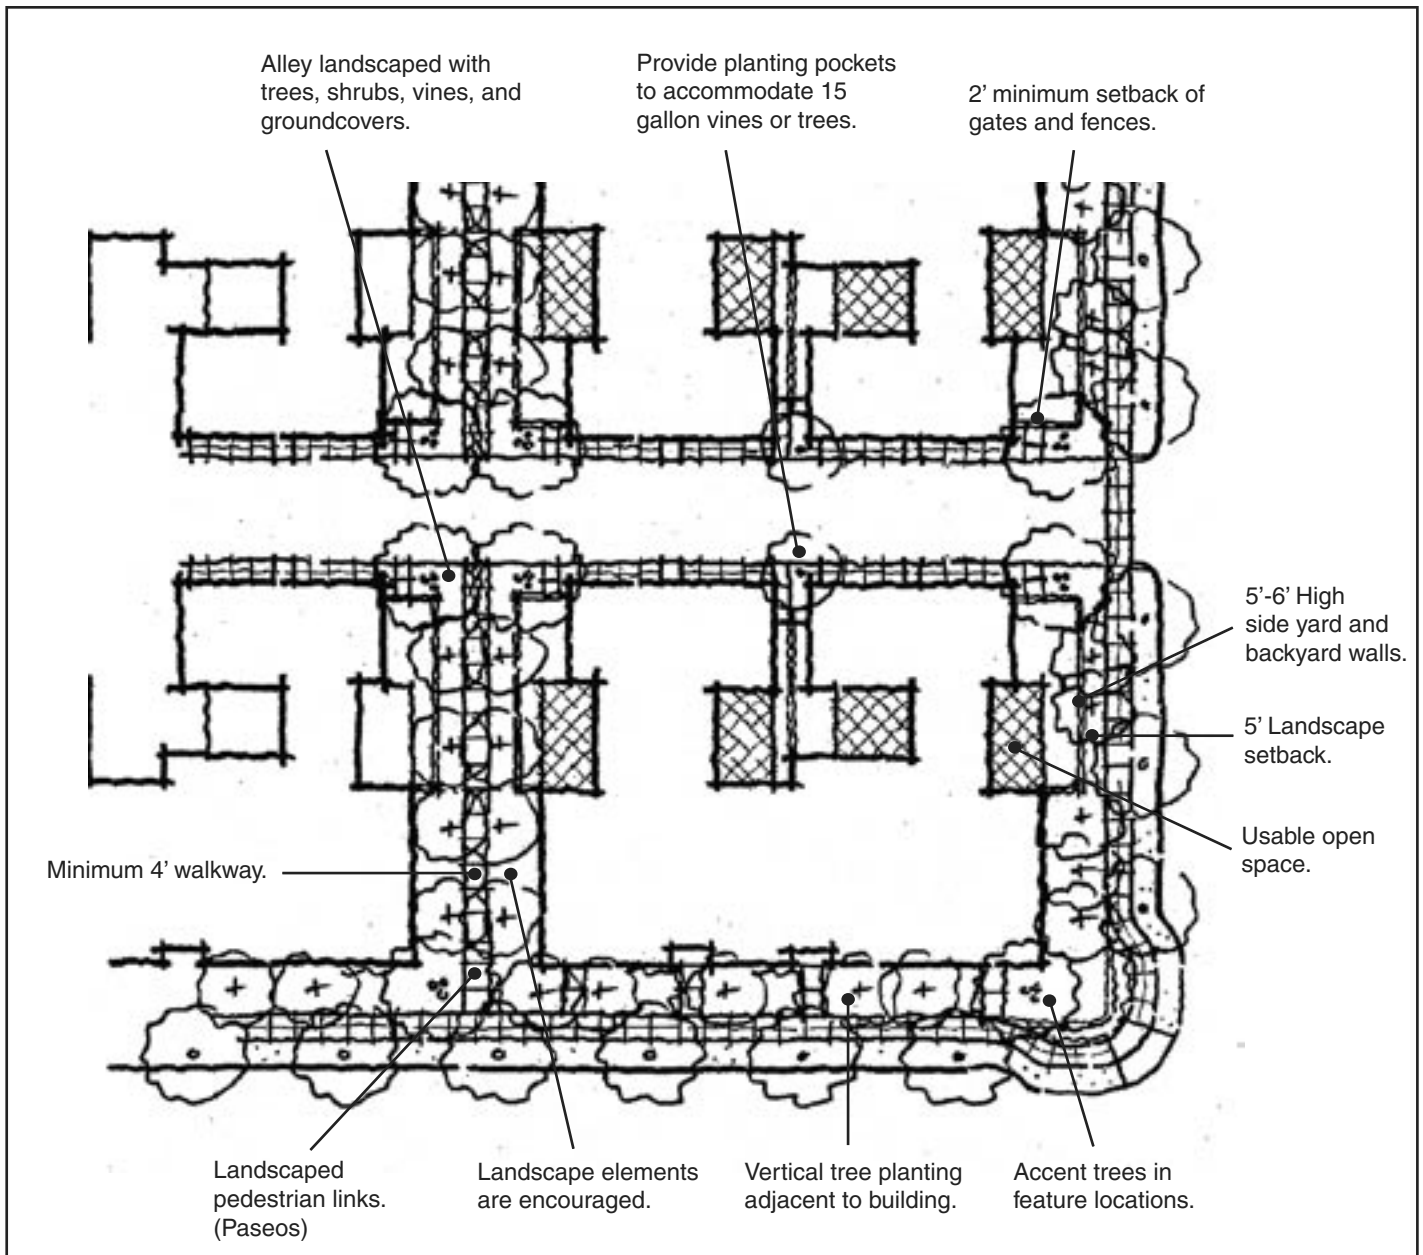 Alley landscaped with
trees, shrubs, vines, and
groundcovers.
Provide planting pockets
to accommodate 15
gallon vines or trees.
2' minimum setback of
gates and fences.
5'-6' High
side yard and
backyard walls.
5' Landscape
setback.
Usable open
space.
Minimum 4' walkway.
Landscaped
pedestrian links.
(Paseos)
Landscape elements
are encouraged.
Vertical tree planting
adjacent to building.
Accent trees in
feature locations.